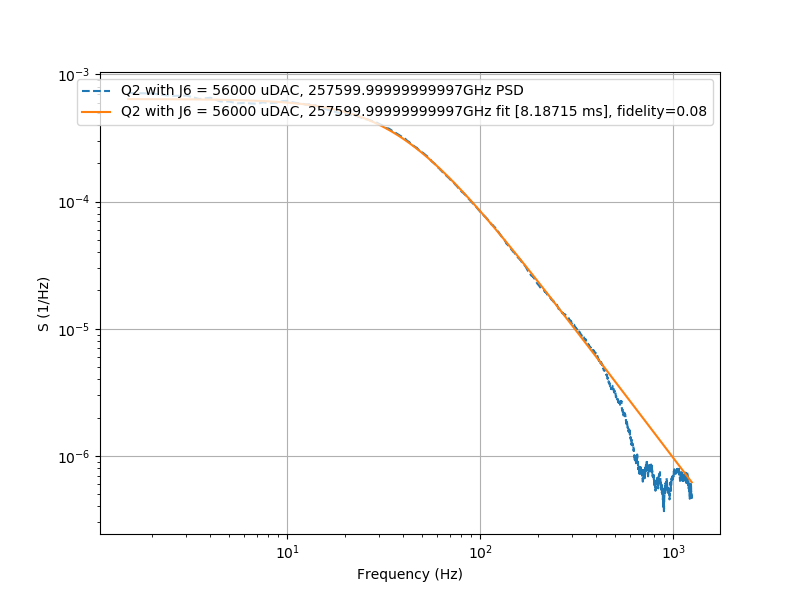 Q2 with J6 = 56000 uDAC, 257599.99999999997GHz PSD
Q2 with J6 = 56000 uDAC, 257599.99999999997GHz fit [8.18715 ms], fidelity=0.08
10⁻³
10⁻⁴
10⁻⁵
10⁻⁶
S (1/Hz)
10¹
10²
10³
Frequency (Hz)